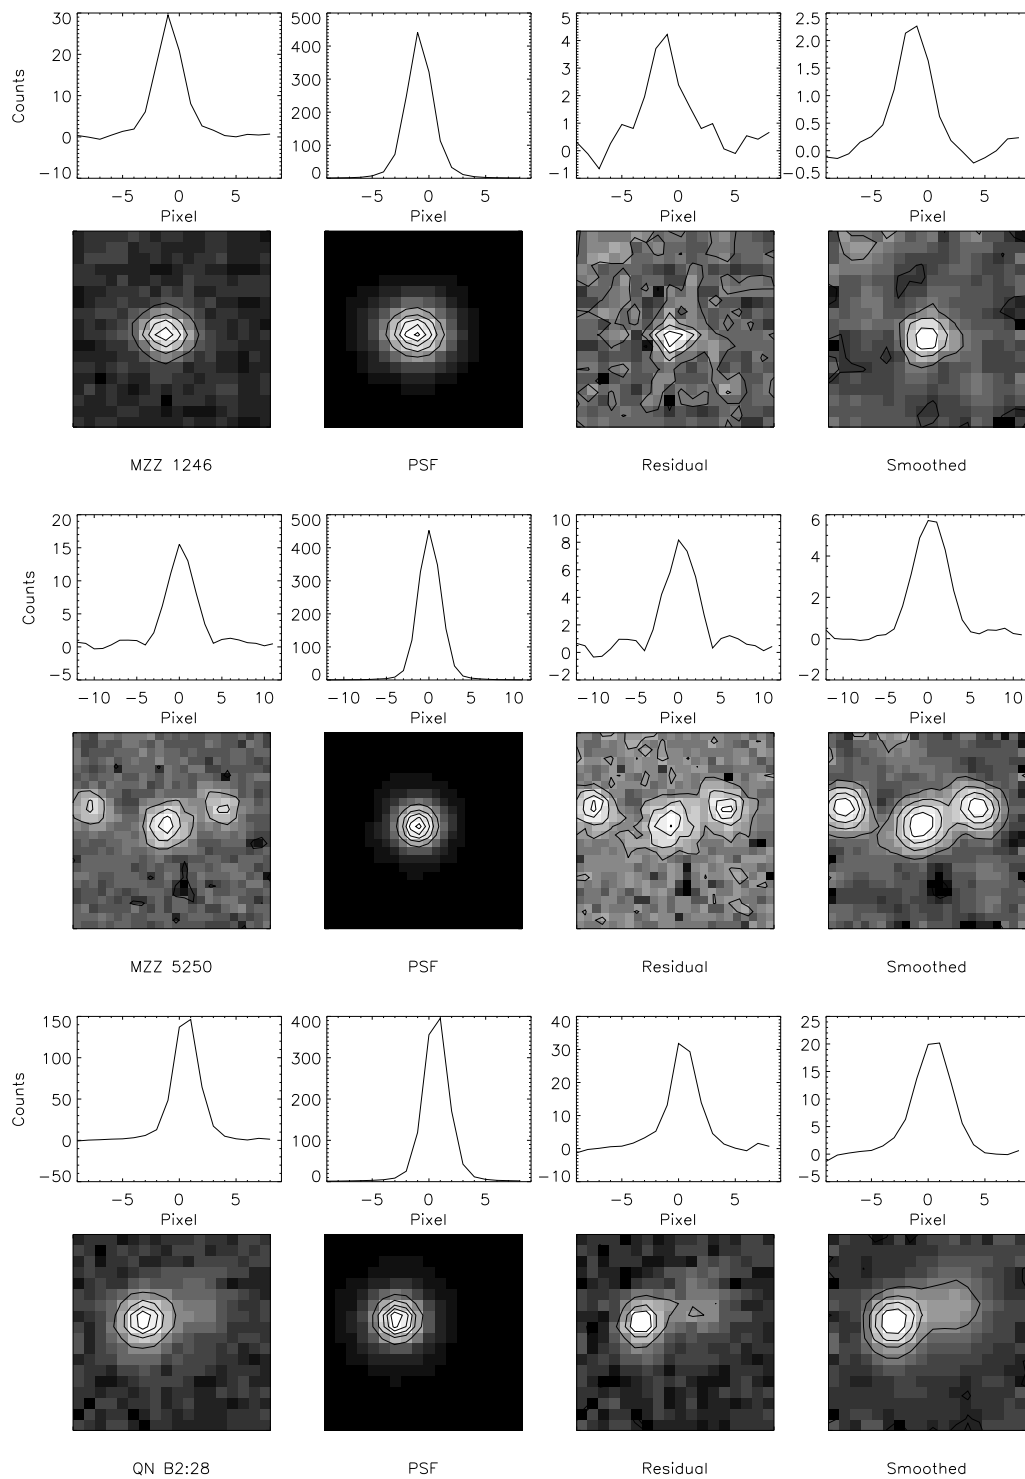 30
20
10
0
−10
Counts
−5 0 5
Pixel
500
400
300
200
100
0
−5 0 5
Pixel
5
4
3
2
1
0
−1
−5 0 5
Pixel
2.5
2.0
1.5
1.0
0.5
0.0
−0.5
−5 0 5
Pixel
MZZ 1246 PSF Residual Smoothed
20
15
10
5
0
−5
Counts
−10 −5 0 5 10
Pixel
500
400
300
200
100
0
−10 −5 0 5 10
Pixel
10
8
6
4
2
0
−2
−10 −5 0 5 10
Pixel
6
4
2
0
−2
−10 −5 0 5 10
Pixel
MZZ 5250 PSF Residual Smoothed
150
100
50
0
−50
Counts
−5 0 5
Pixel
400
300
200
100
0
−5 0 5
Pixel
40
30
20
10
0
−10
−5 0 5
Pixel
25
20
15
10
5
0
−5
−5 0 5
Pixel
QN B2:28 PSF Residual Smoothed